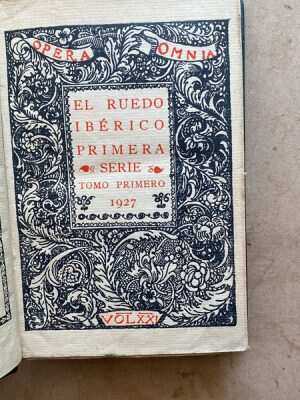 OPERA OMNIA
EL RUEDO
IBÉRICO
PRIMERA
SERIE
TOMO PRIMERO
1927
VOL XXI